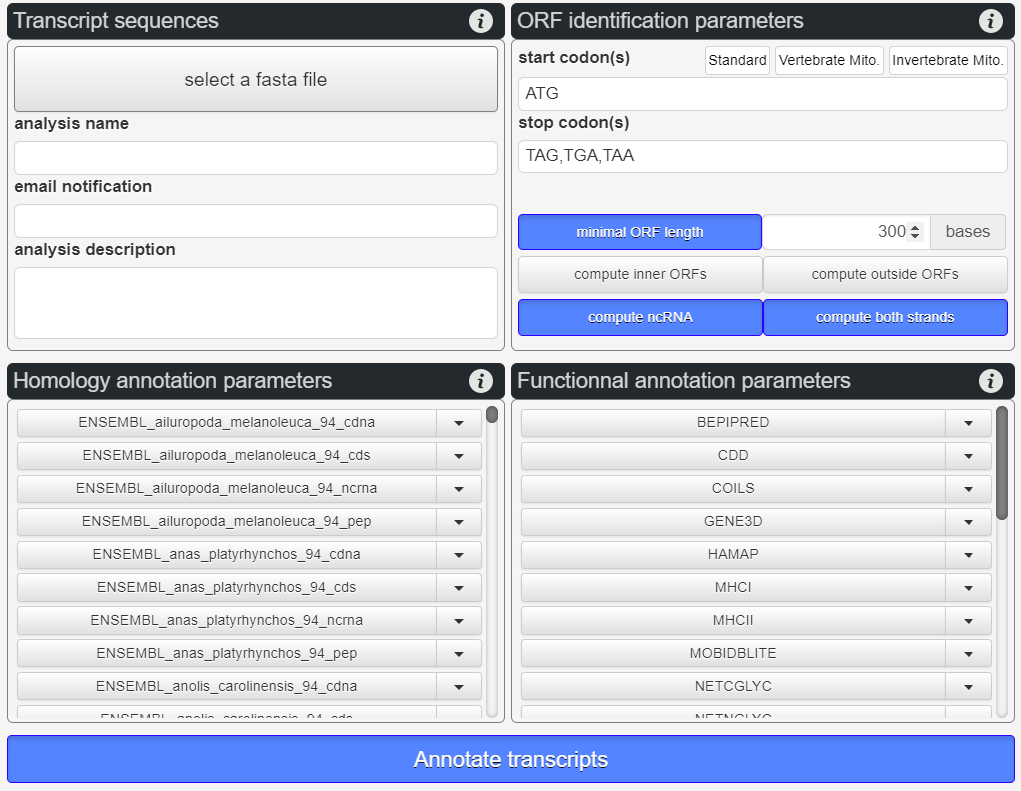 Transcript sequences
select a fasta file
analysis name
email notification
analysis description
ORF identification parameters
start codon(s) Standard Vertebrate Mito. Invertebrate Mito.
ATG
stop codon(s)
TAG,TGA,TAA
minimal ORF length 300 bases
compute inner ORFs compute outside ORFs
compute ncRNA compute both strands
Homology annotation parameters
ENSEMBL_ailuropoda_melanoleuca_94_cdna
ENSEMBL_ailuropoda_melanoleuca_94_cds
ENSEMBL_ailuropoda_melanoleuca_94_ncrna
ENSEMBL_ailuropoda_melanoleuca_94_pep
ENSEMBL_anas_platyrhynchos_94_cdna
ENSEMBL_anas_platyrhynchos_94_cds
ENSEMBL_anas_platyrhynchos_94_ncrna
ENSEMBL_anas_platyrhynchos_94_pep
ENSEMBL_anolis_carolinensis_94_cdna
ENSEMBL_anolis_carolinensis_94_cds
Functionnal annotation parameters
BEPIPRED
CDD
COILS
GENE3D
HAMAP
MHCI
MHCII
MOBIDBLITE
NETCGLYC
NETNGLYC
Annotate transcripts